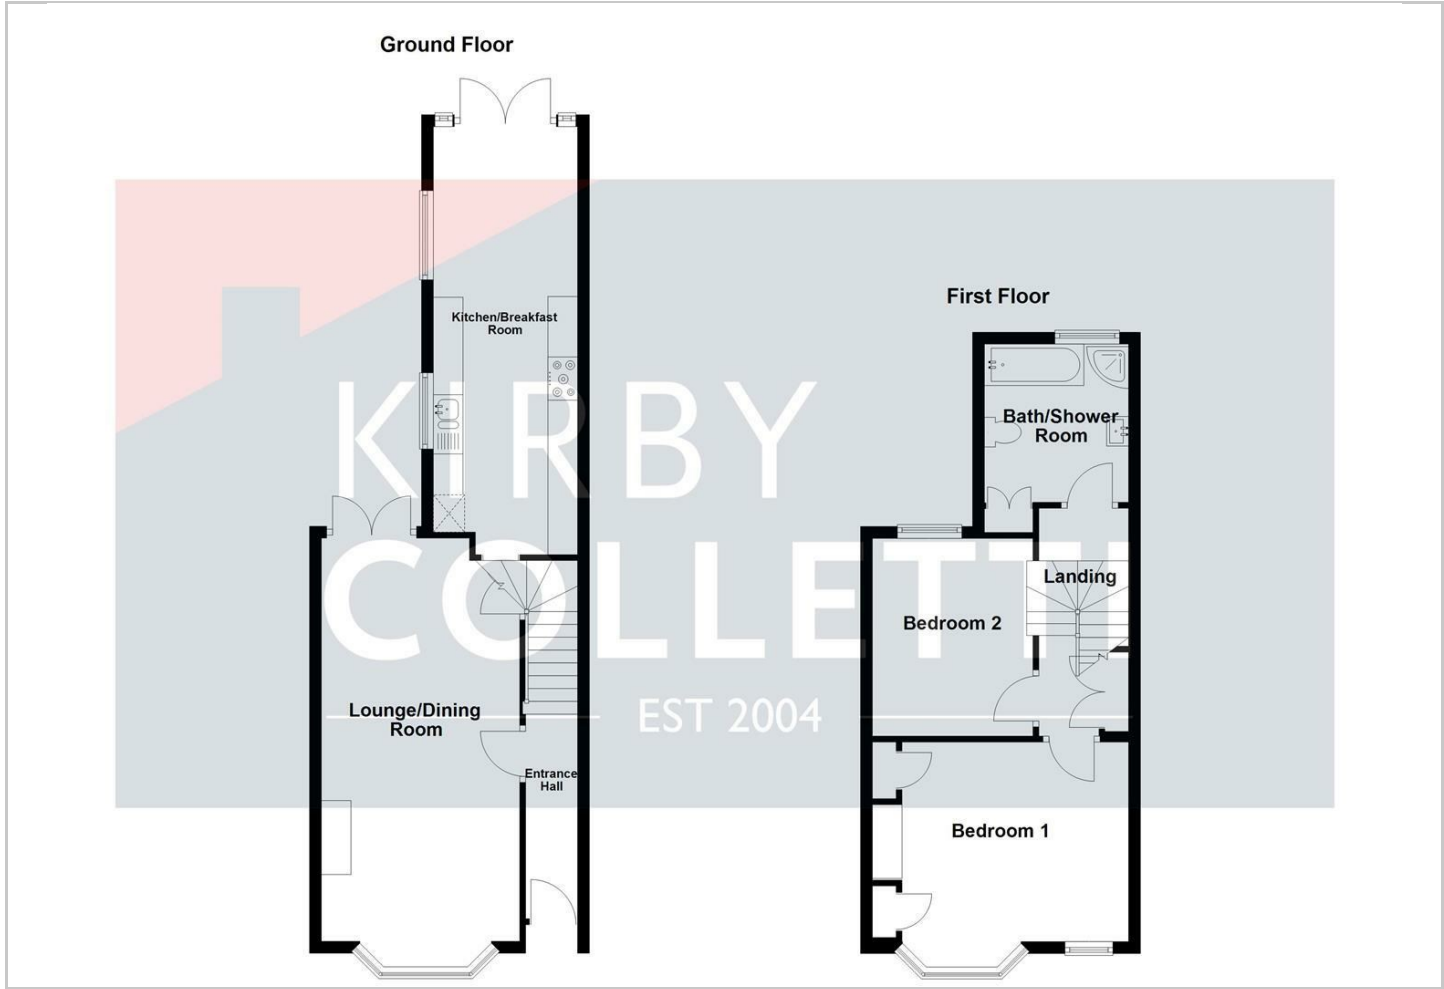 Ground Floor
Kitchen/Breakfast
Room
Lounge/Dining
Room
Entrance
Hall
First Floor
Bath/Shower
Room
Landing
Bedroom 2
Bedroom 1
KIRBY
COLLETTI
EST 2004